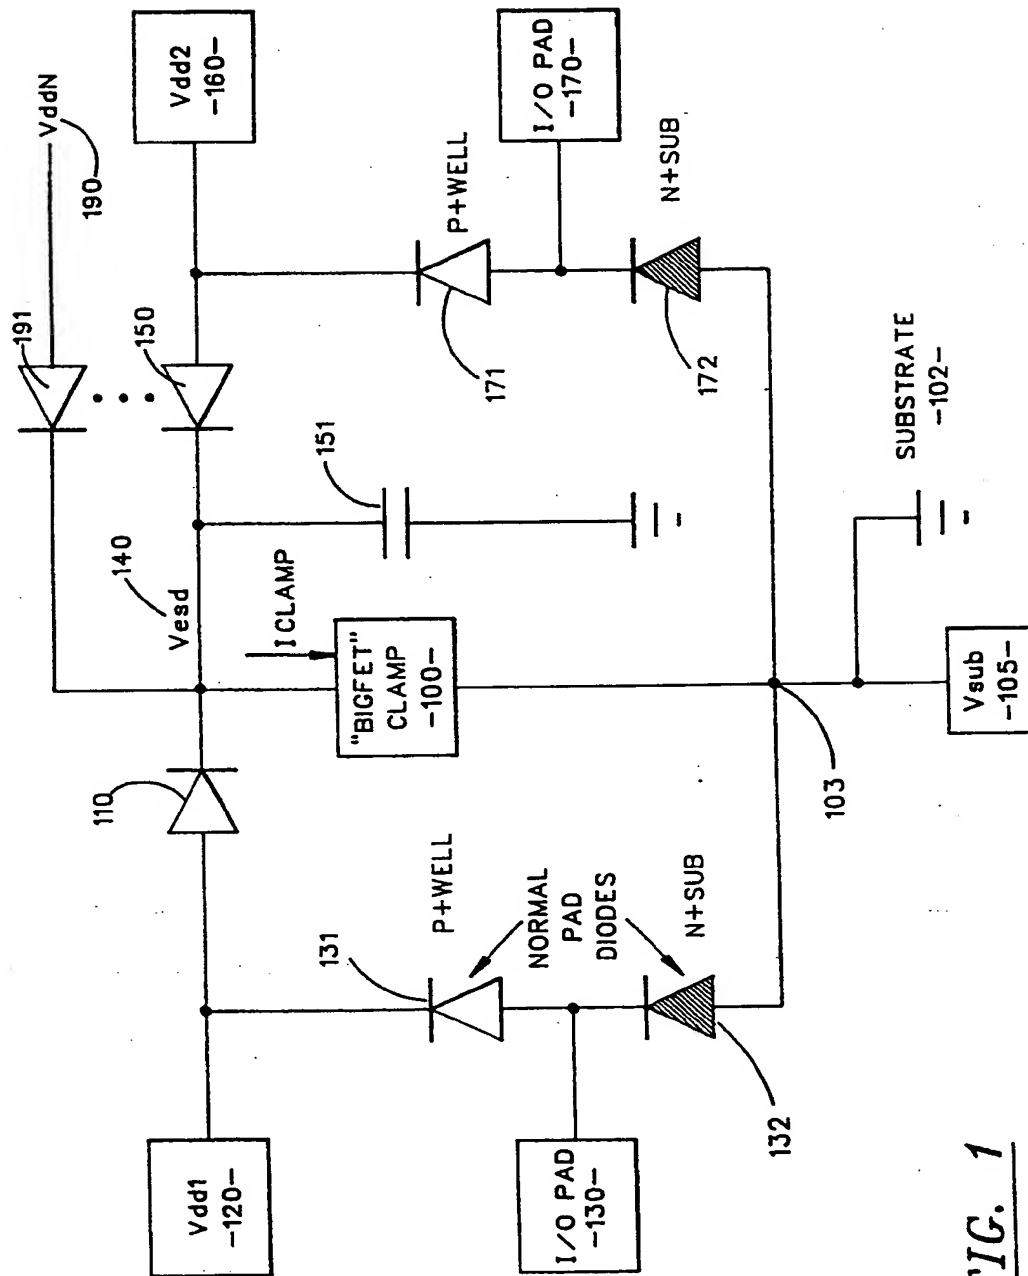 VddN
190
Vdd2
-160-
191
150
I/O PAD
-170-
P+WELL
N+SUB
171
172
151
140
Vesd
I CLAMP
"BIGFET"
CLAMP
-100-
SUBSTRATE
-102-
Vsub
-105-
103
110
131
P+WELL
NORMAL
PAD
DIODES
N+SUB
132
Vdd1
-120-
I/O PAD
-130-
FIG. 1